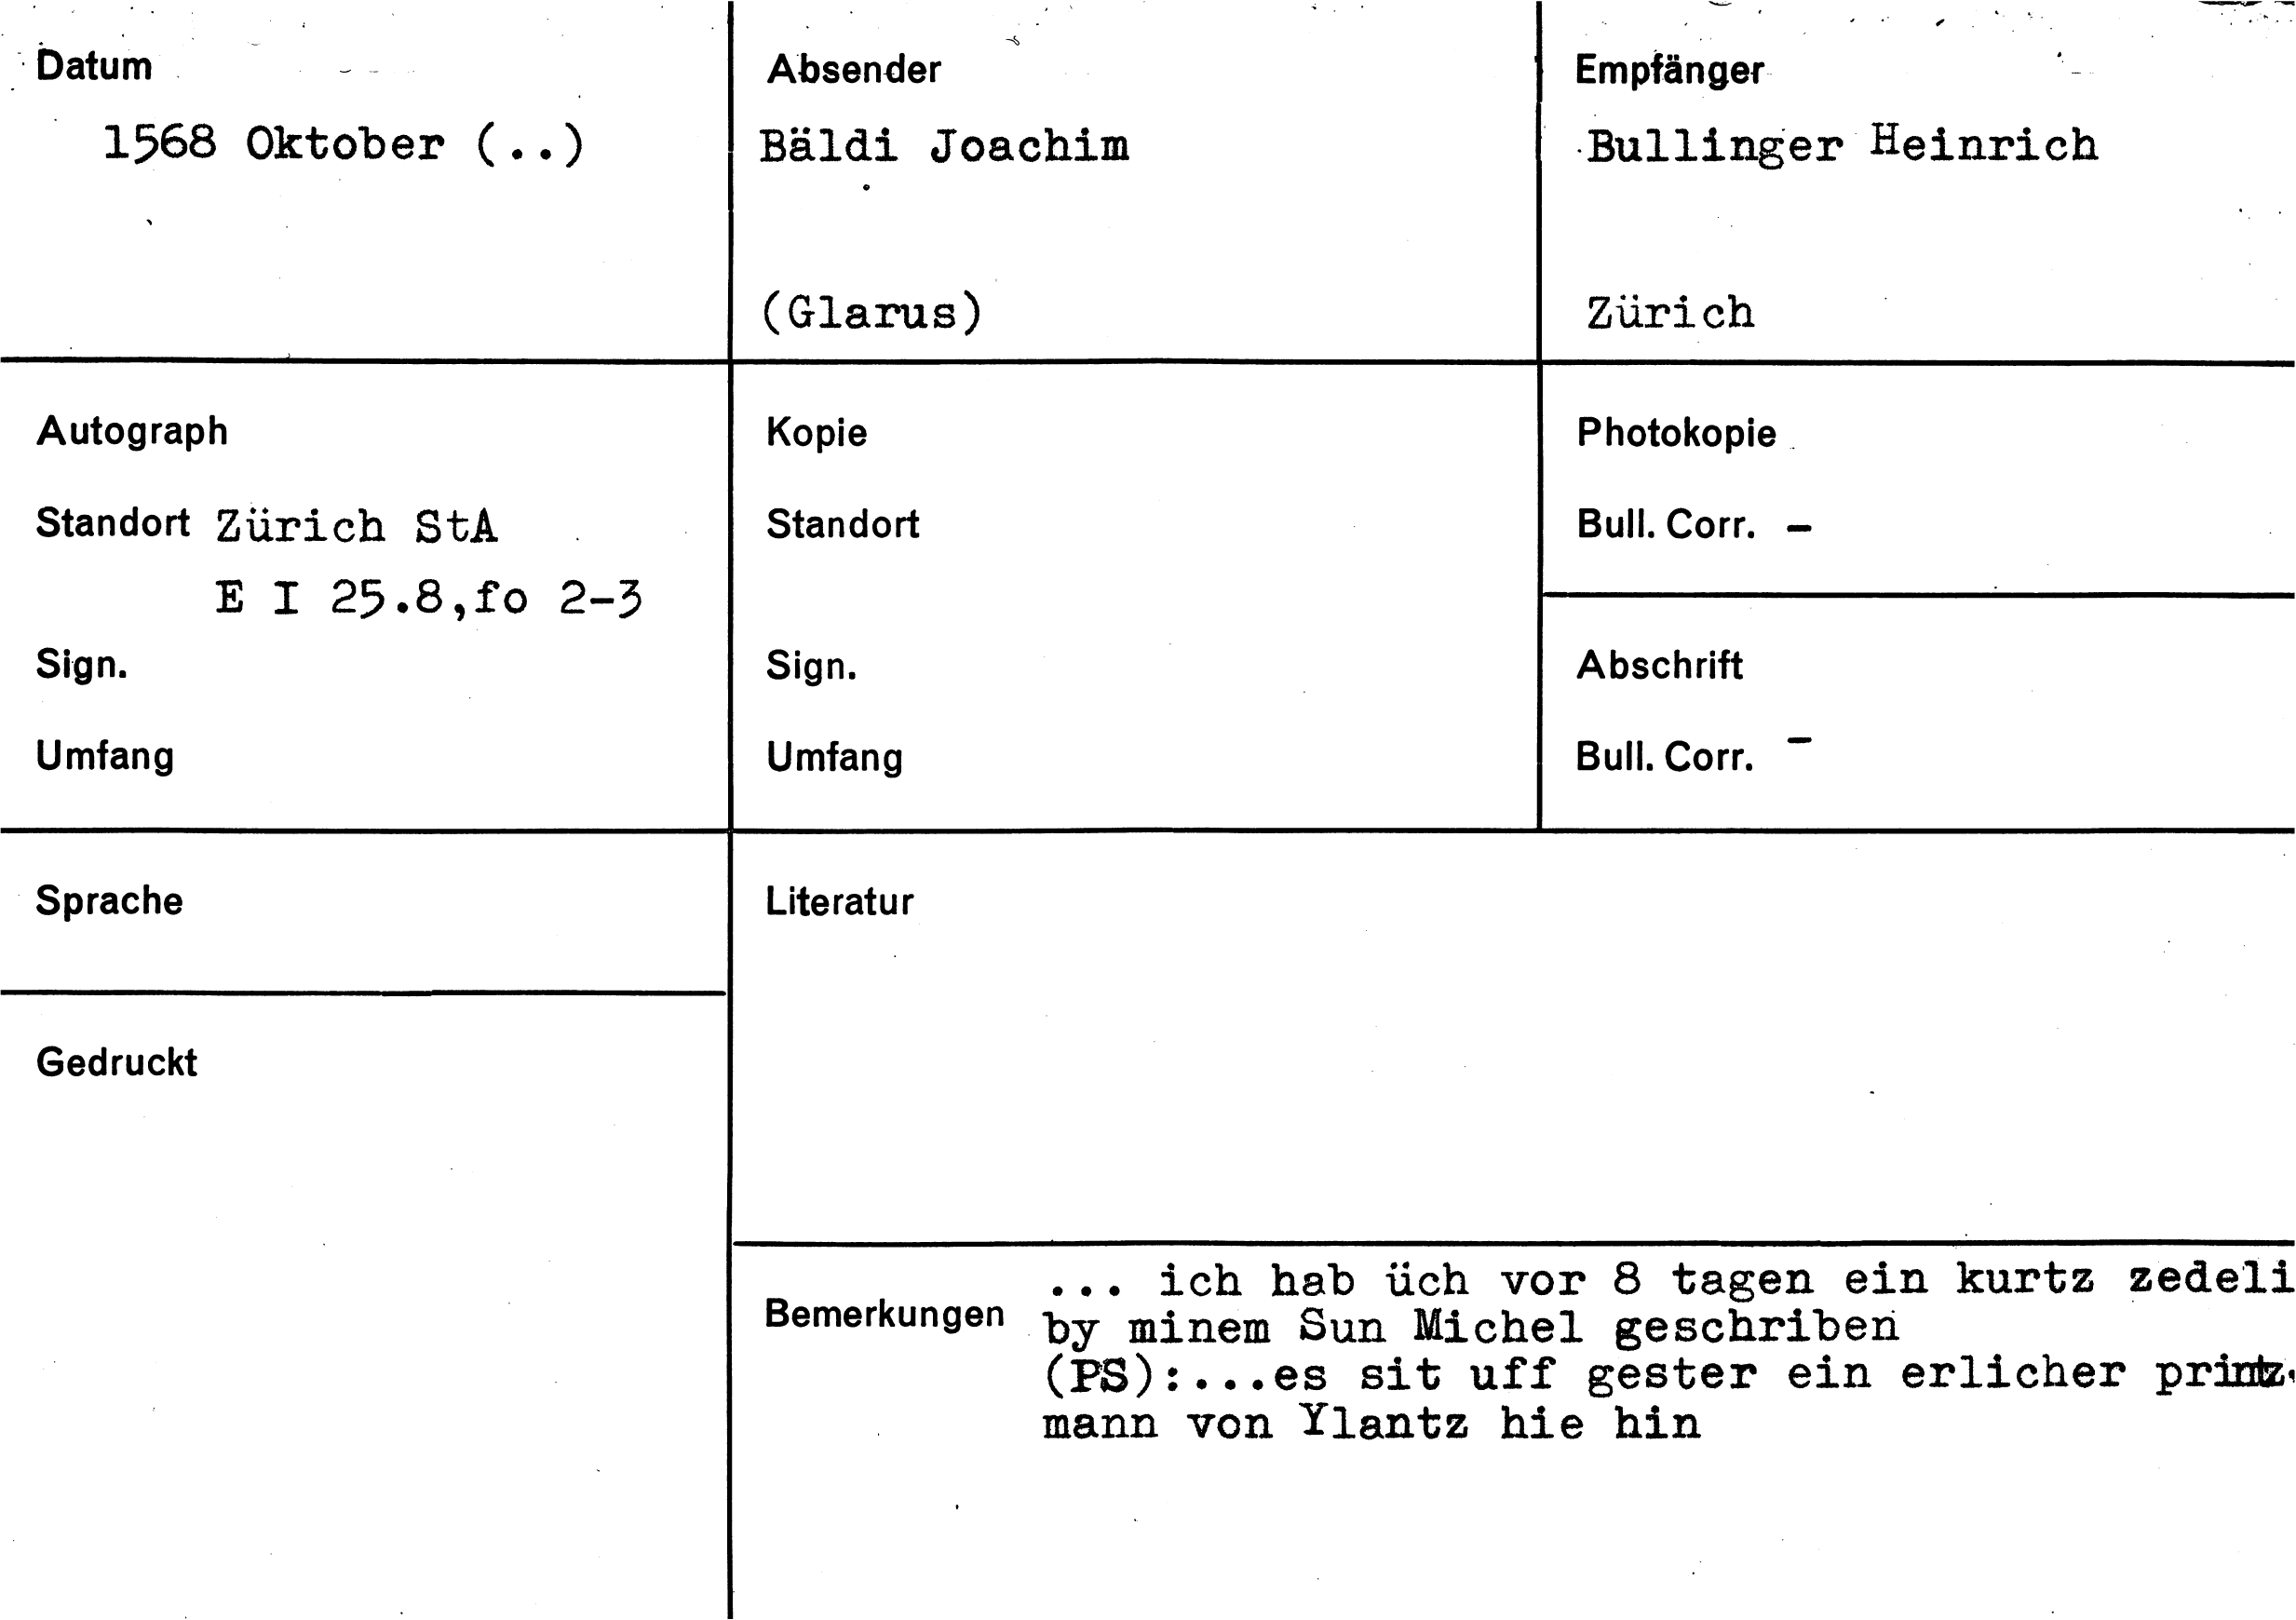 Datum
1568 Oktober (..)
Absender
Bäldi Joachim
(Glarus)
Empfänger
Bullinger Heinrich
Zürich
Autograph
Standort Zürich StA
E I 25.8,fo 2-3
Sign.
Umfang
Kopie
Standort
Sign.
Umfang
Photokopie
Bull. Corr. –
Abschrift
Bull. Corr. –
Sprache
Gedruckt
Literatur
Bemerkungen
... ich hab üch vor 8 tagen ein kurtz zedeli
by minem Sun Michel geschriben
(PS):...es sit uff gester ein erlicher printz
mann von Ylantz hie hin